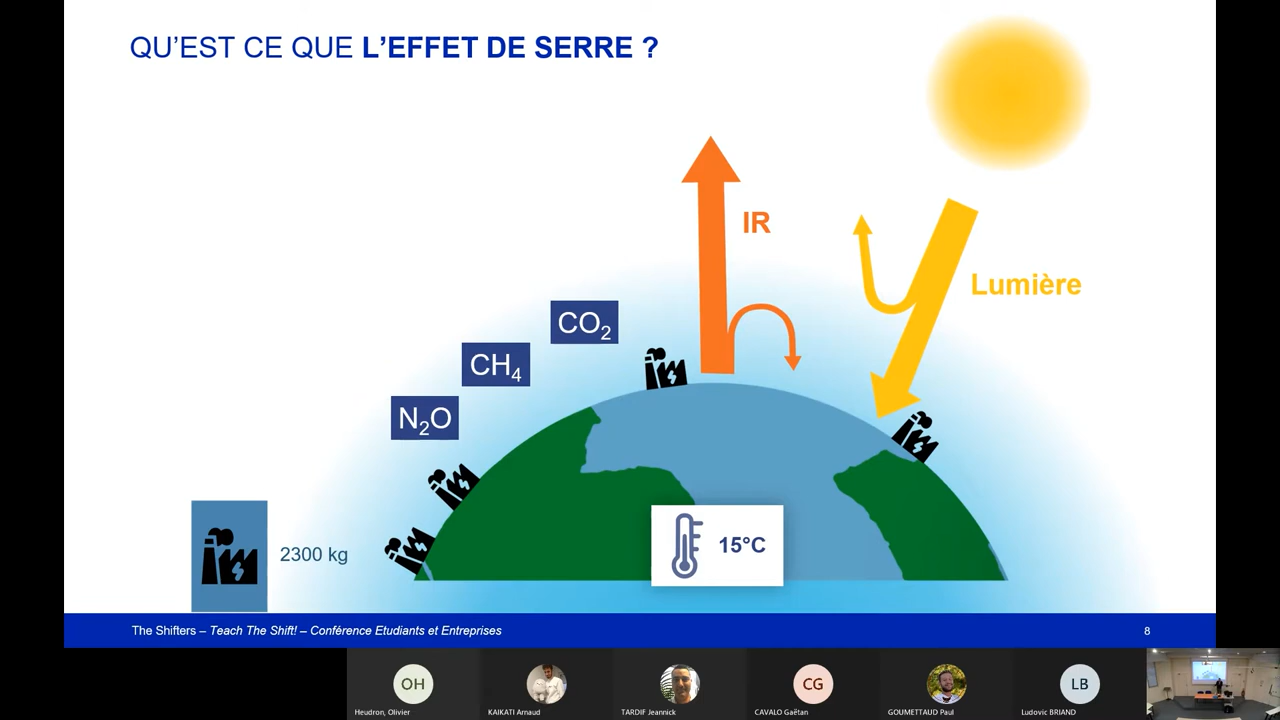 QU'EST CE QUE L'EFFET DE SERRE ?
IR
Lumière
CO₂
CH₄
N₂O
15°C
2300 kg
The Shifters – Teach The Shift! – Conférence Etudiants et Entreprises
8
OH
CG
LB
Heudron, Olivier
KAIKATI Arnaud
TARDIF Jeannick
CAVALO Gaëtan
GOUMETTAUD Paul
Ludovic BRIAND